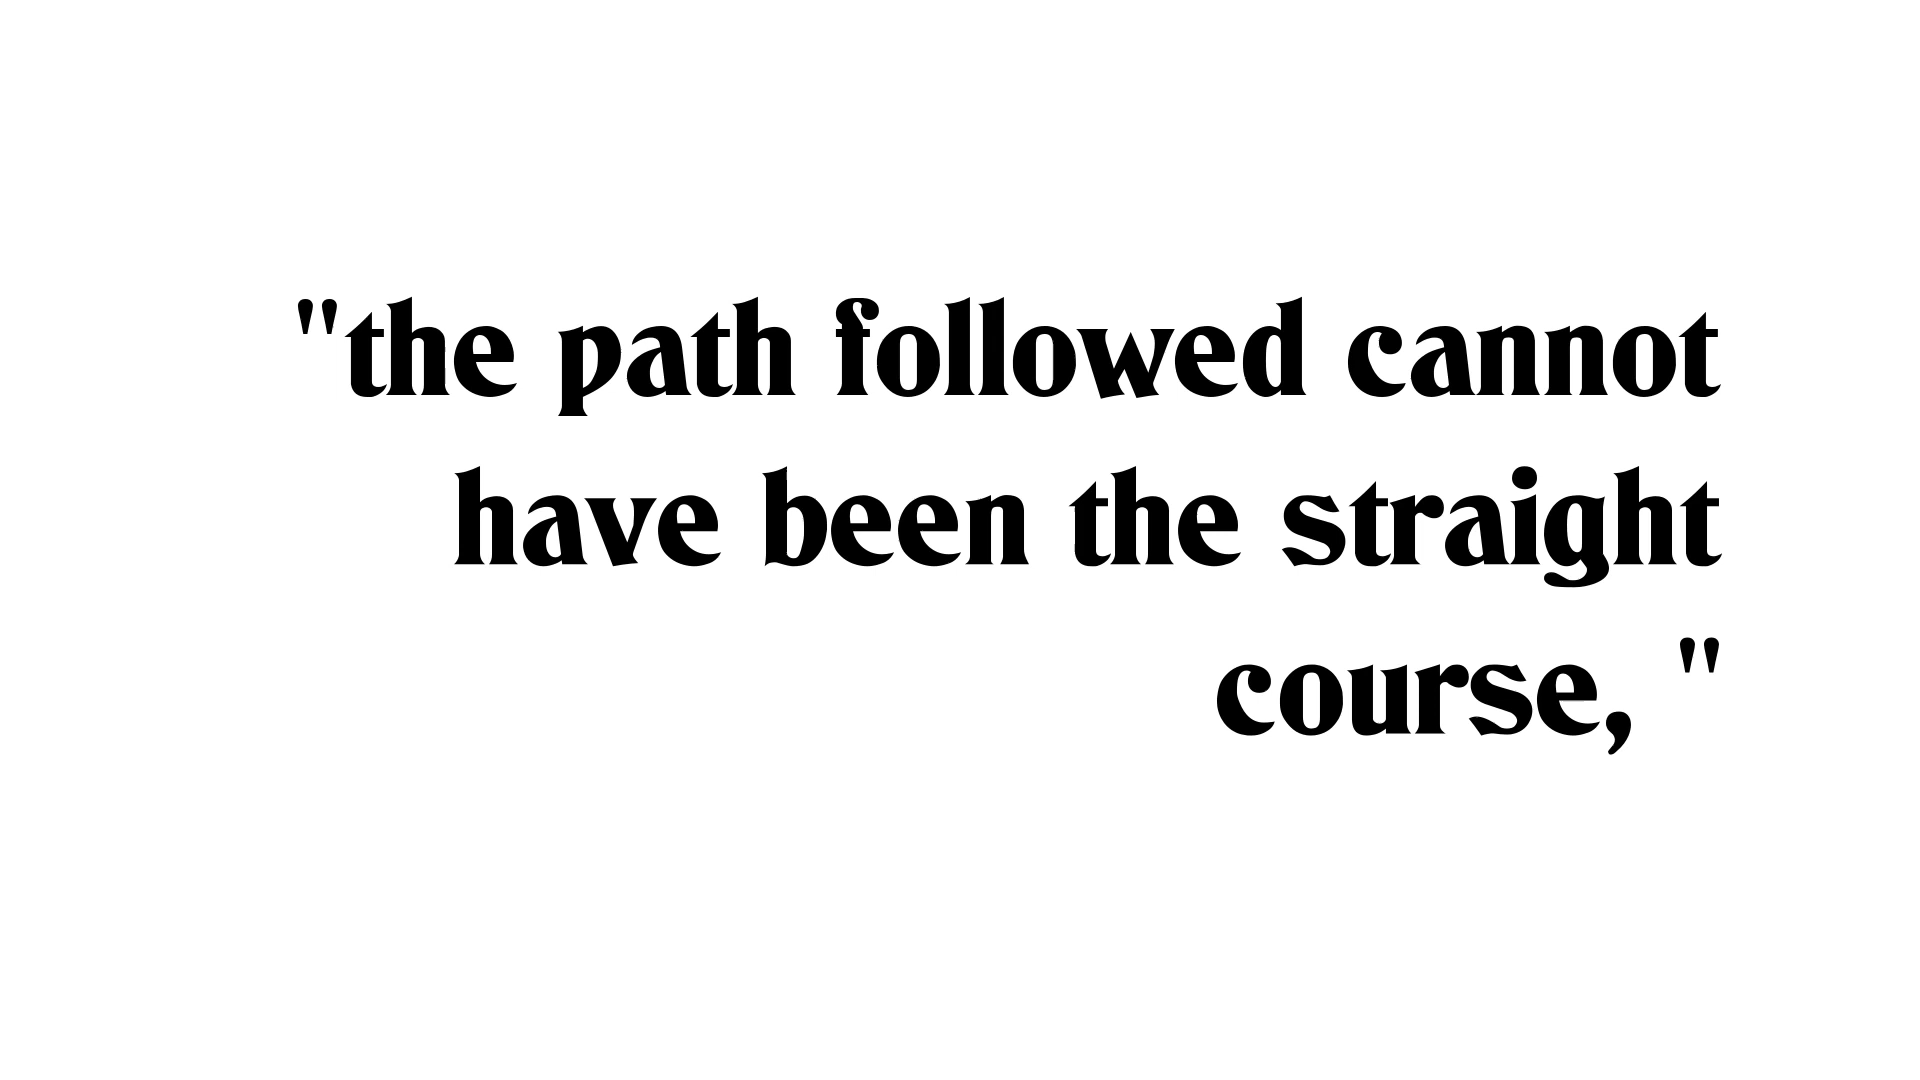 "the path followed cannot
have been the straight
course, "